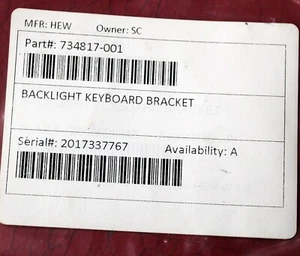 MFR: HEW Owner: SC
Part#: 734817-001
BACKLIGHT KEYBOARD BRACKET
Serial#: 2017337767 Availability: A